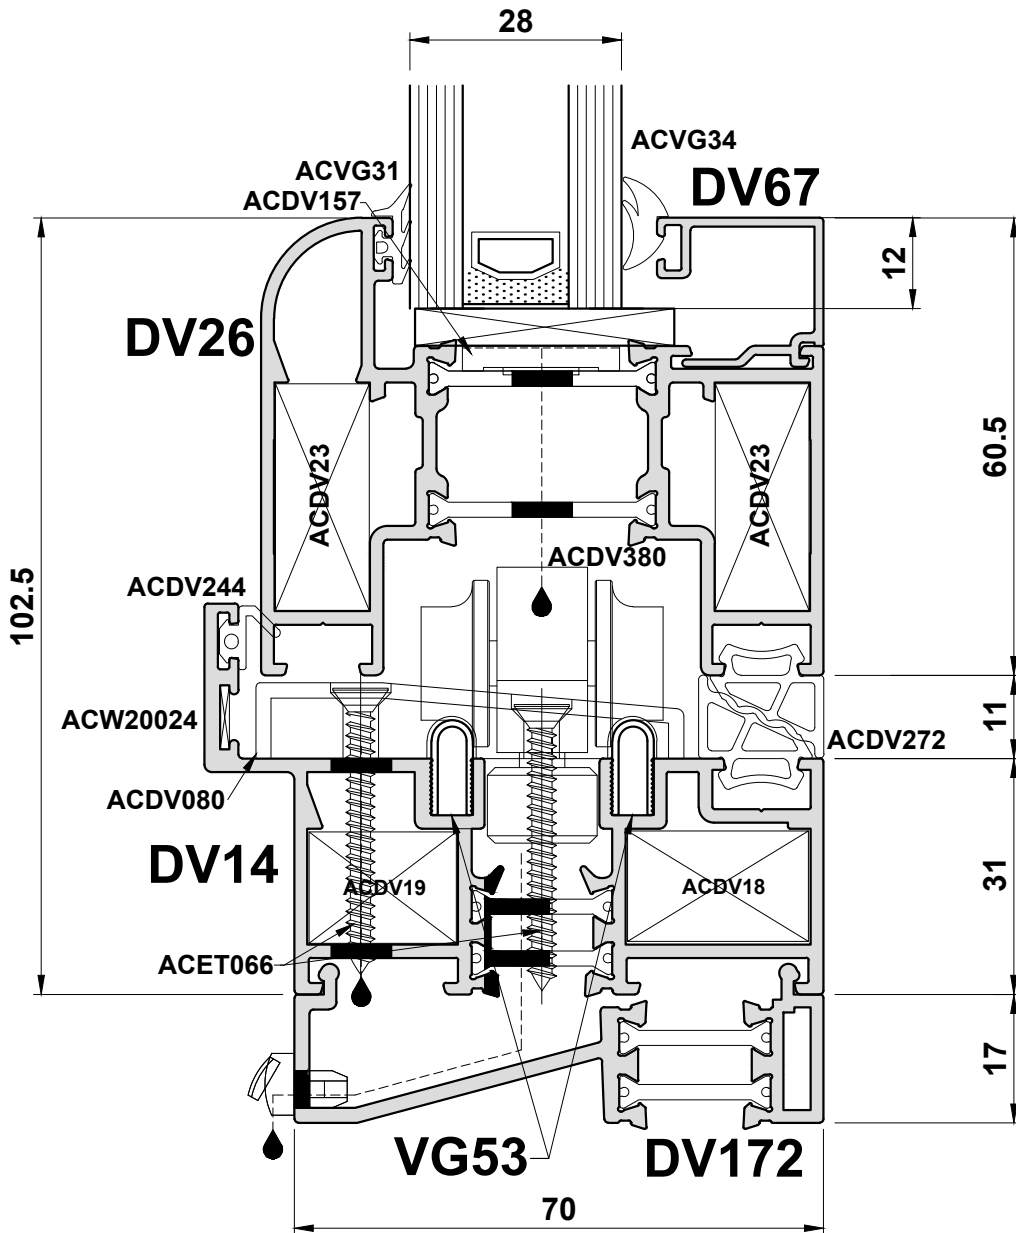 28
ACVG34
ACVG31
DV67
ACDV157
12
DV26
60.5
ACDV23
ACDV23
ACDV380
ACDV244
102.5
11
ACW20024
ACDV272
ACDV080
DV14
ACDV19
ACDV18
31
ACET066
17
VG53
DV172
70